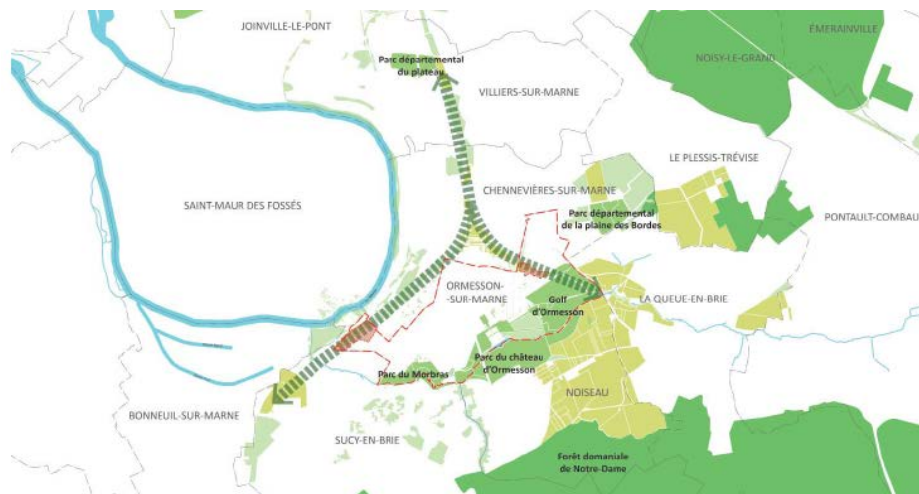 JOINVILLE-LE-PONT
ÉMERAINVILLE
NOISY-LE-GRAND
Parc départemental
du plateau
VILLIERS-SUR-MARNE
LE PLESSIS-TRÉVISE
SAINT-MAUR DES FOSSÉS
CHENNEVIÈRES-SUR-MARNE
Parc départemental
de la plaine des Bordes
PONTAULT-COMBAU
ORMESSON-
-SUR-MARNE
Golf
d'Ormesson
LA QUEUE-EN-BRIE
Parc du château
d'Ormesson
Parc du Morbras
NOISEAU
BONNEUIL-SUR-MARNE
SUCY-EN-BRIE
Forêt domaniale
de Notre-Dame